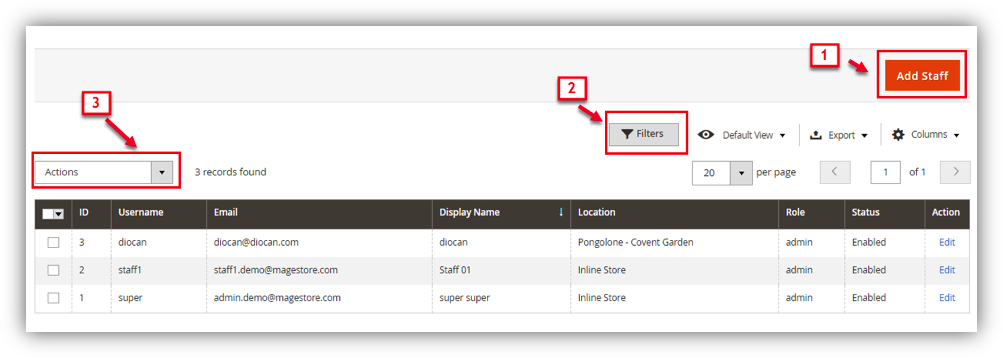 1
Add Staff
2
3
Filters
Default View
Export
Columns
Actions
3 records found
20
per page
1
of 1
ID Username Email Display Name ↓ Location Role Status Action
3 diocan diocan@diocan.com diocan Pongolone - Covent Garden admin Enabled Edit
2 staff1 staff1.demo@magestore.com Staff 01 Inline Store admin Enabled Edit
1 super admin.demo@magestore.com super super Inline Store admin Enabled Edit